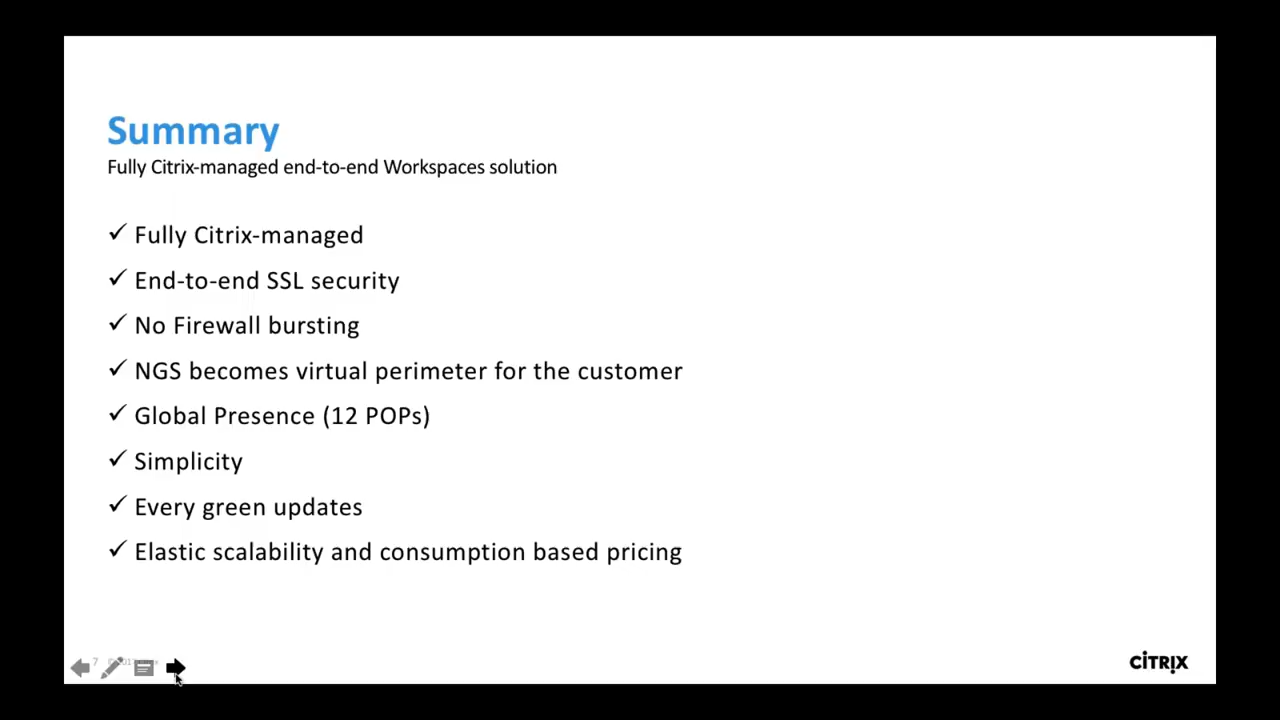 Summary
Fully Citrix-managed end-to-end Workspaces solution
✓ Fully Citrix-managed
✓ End-to-end SSL security
✓ No Firewall bursting
✓ NGS becomes virtual perimeter for the customer
✓ Global Presence (12 POPs)
✓ Simplicity
✓ Every green updates
✓ Elastic scalability and consumption based pricing
7
CITRIX